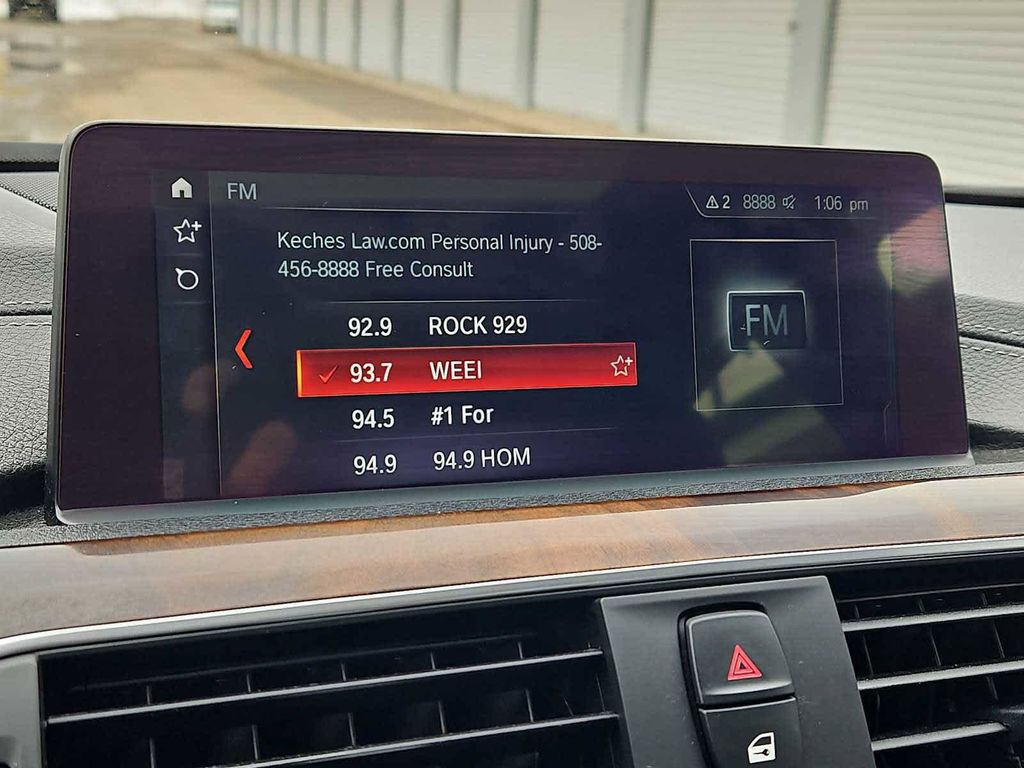 FM
2 8888 1:06 pm
Keches Law.com Personal Injury - 508-
456-8888 Free Consult
92.9 ROCK 929
93.7 WEEI
94.5 #1 For
94.9 94.9 HOM
FM